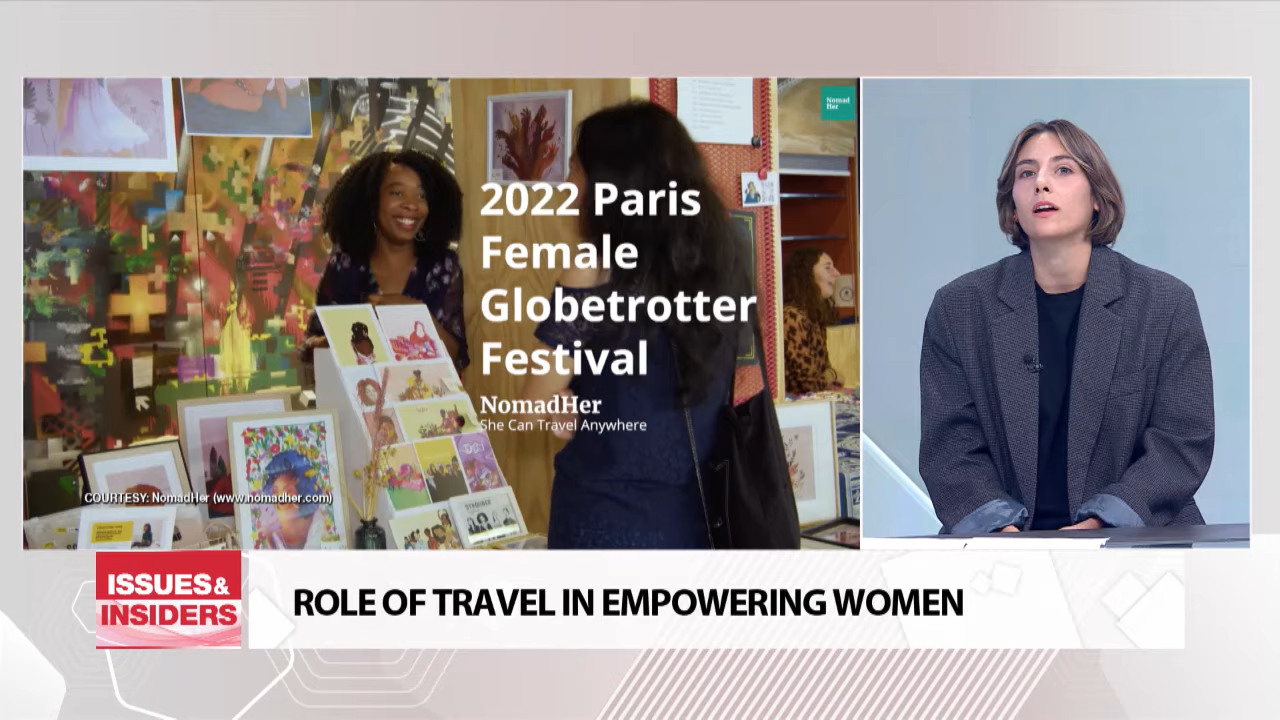 Nomad
Her
2022 Paris
Female
Globetrotter
Festival
NomadHer
She Can Travel Anywhere
COURTESY: NomadHer (www.nomadher.com)
ISSUES&
INSIDERS
ROLE OF TRAVEL IN EMPOWERING WOMEN